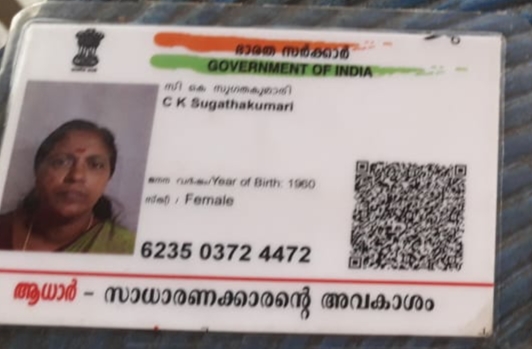 ഭാരത സർക്കാർ
GOVERNMENT OF INDIA
സി കെ സുഗതകുമാരി
C K Sugathakumari
ജനന വർഷം/Year of Birth: 1960
സ്ത്രീ / Female
6235 0372 4472
ആധാർ - സാധാരണക്കാരന്റെ അവകാശം